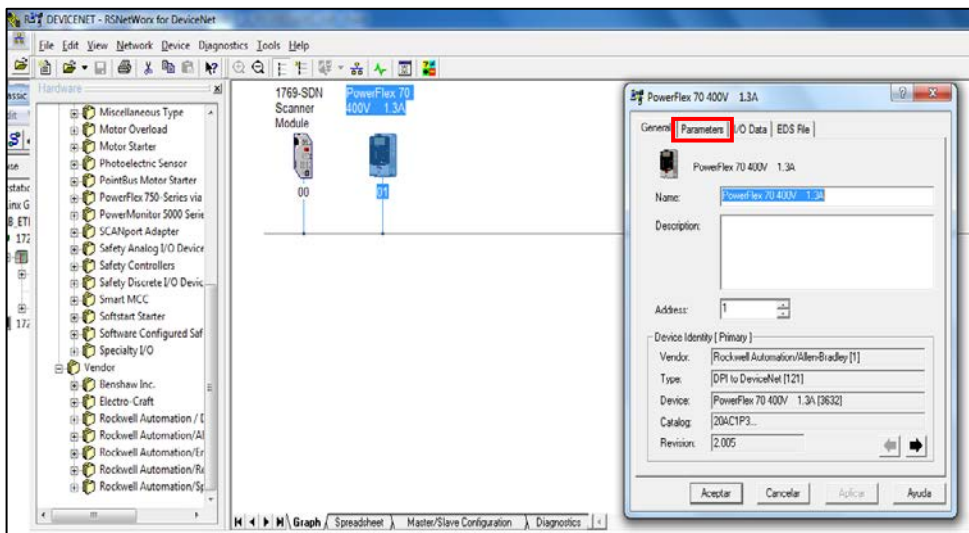 DEVICENET - RSNetWorx for DeviceNet
File Edit View Network Device Diagnostics Tools Help
Hardware
Miscellaneous Type
Motor Overload
Motor Starter
Photoelectric Sensor
PointBus Motor Starter
PowerFlex 750-Series via
PowerMonitor 5000 Serie
SCANport Adapter
Safety Analog I/O Device
Safety Controllers
Safety Discrete I/O Devic
Smart MCC
Softstart Starter
Software Configured Saf
Specialty I/O
Vendor
Benshaw Inc.
Electro-Craft
Rockwell Automation / D
Rockwell Automation/Al
Rockwell Automation/Er
Rockwell Automation/Re
Rockwell Automation/Sp
1769-SDN
Scanner
Module
00
PowerFlex 70
400V 1.3A
01
Graph Spreadsheet Master/Slave Configuration Diagnostics
PowerFlex 70 400V 1.3A
General Parameters I/O Data EDS File
PowerFlex 70 400V 1.3A
Name: PowerFlex 70 400V 1.3A
Description:
Address: 1
Device Identity [ Primary ]
Vendor: Rockwell Automation/Allen-Bradley [1]
Type: DPI to DeviceNet [121]
Device: PowerFlex 70 400V 1.3A [3632]
Catalog: 20AC1P3...
Revision: 2.005
Aceptar Cancelar Aplicar Ayuda